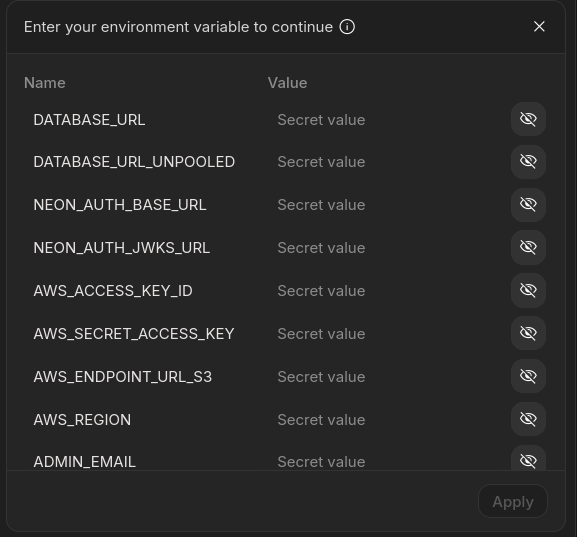 Enter your environment variable to continue
Name Value
DATABASE_URL Secret value
DATABASE_URL_UNPOOLED Secret value
NEON_AUTH_BASE_URL Secret value
NEON_AUTH_JWKS_URL Secret value
AWS_ACCESS_KEY_ID Secret value
AWS_SECRET_ACCESS_KEY Secret value
AWS_ENDPOINT_URL_S3 Secret value
AWS_REGION Secret value
ADMIN_EMAIL Secret value
Apply